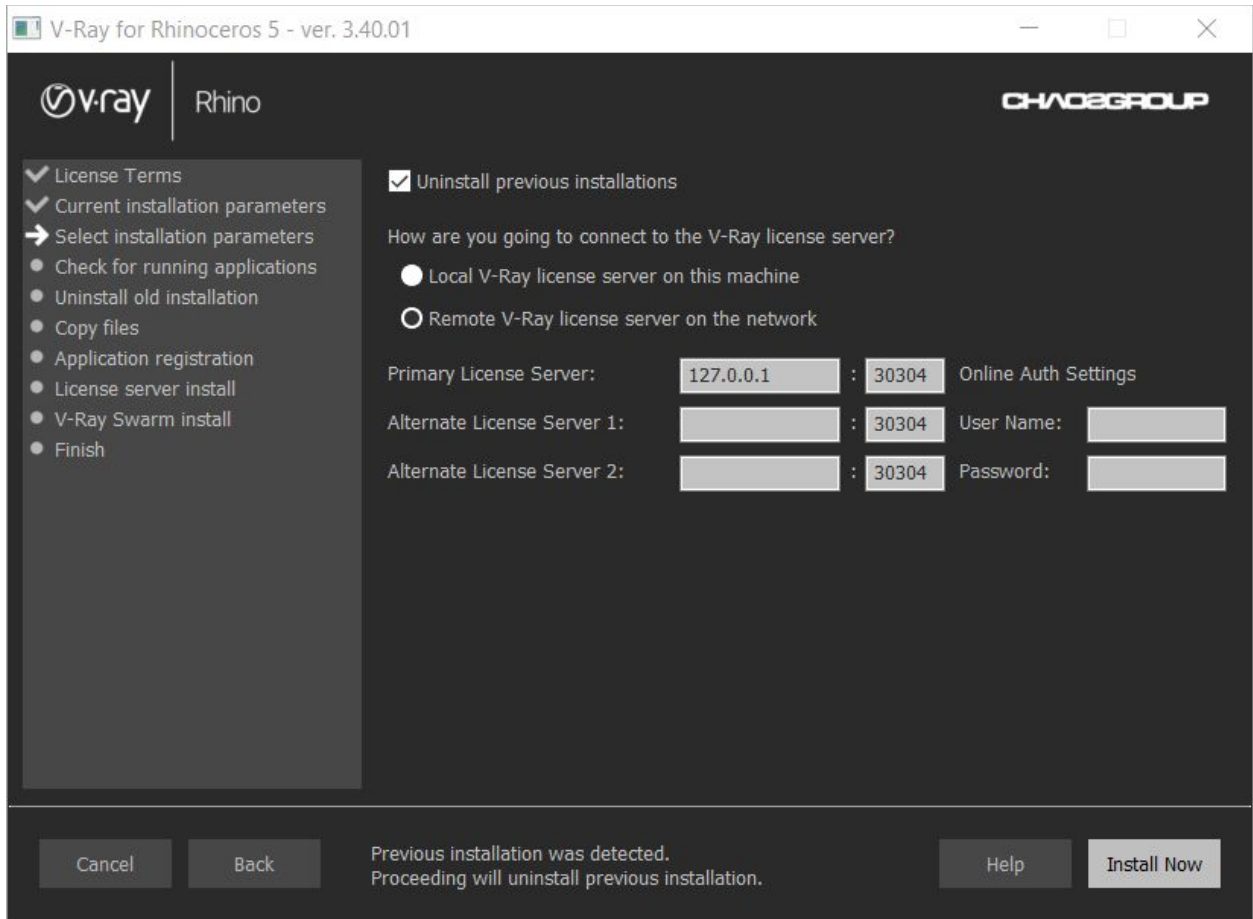 V-Ray for Rhinoceros 5 - ver. 3.40.01
v·ray Rhino
CHAOSGROUP
License Terms
Current installation parameters
Select installation parameters
Check for running applications
Uninstall old installation
Copy files
Application registration
License server install
V-Ray Swarm install
Finish
Uninstall previous installations
How are you going to connect to the V-Ray license server?
Local V-Ray license server on this machine
Remote V-Ray license server on the network
Primary License Server: 127.0.0.1 : 30304 Online Auth Settings
Alternate License Server 1: : 30304 User Name:
Alternate License Server 2: : 30304 Password:
Cancel Back
Previous installation was detected.
Proceeding will uninstall previous installation.
Help Install Now